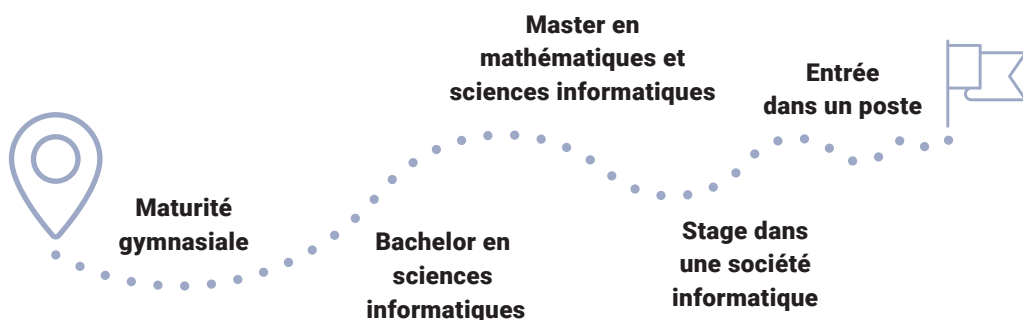 Maturité
gymnasiale
Bachelor en
sciences
informatiques
Master en
mathématiques et
sciences informatiques
Stage dans
une société
informatique
Entrée
dans un poste